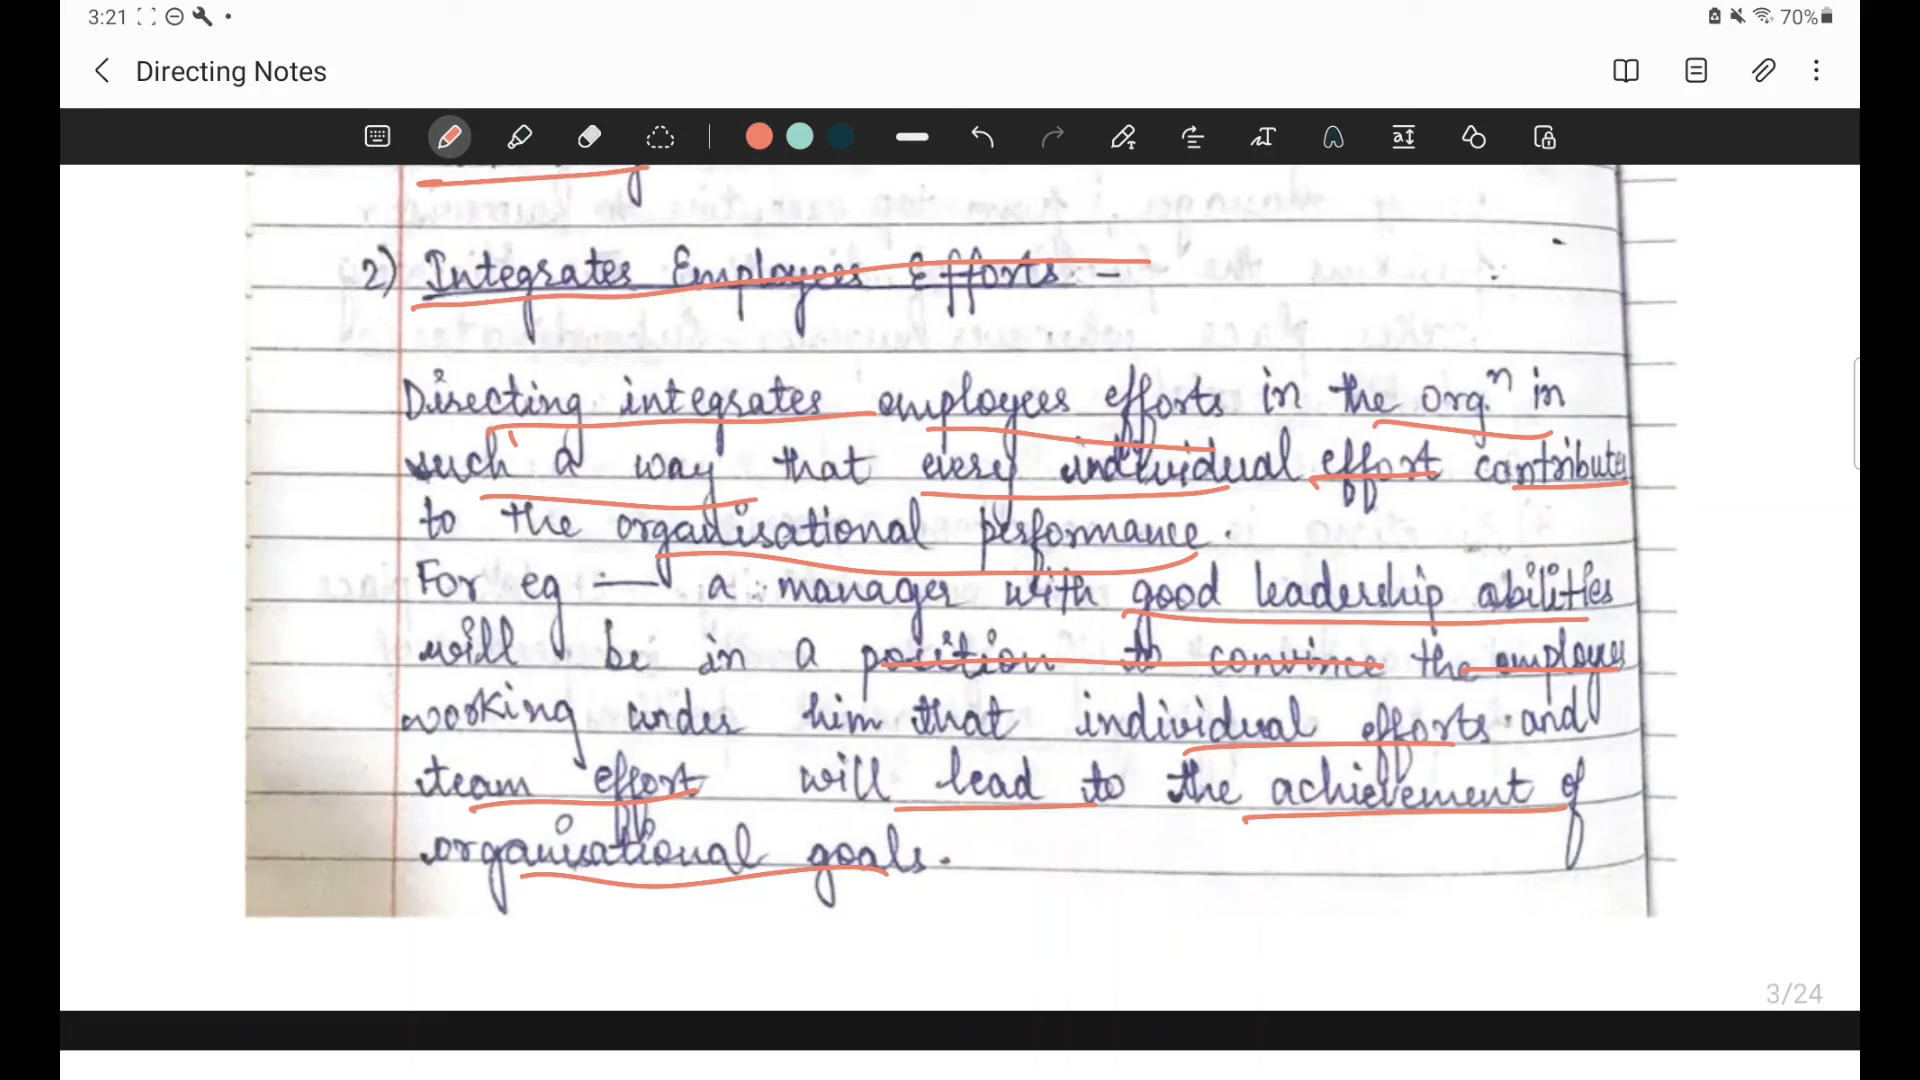 3:21
70%
Directing Notes
2) Integrates Employees Efforts -
Directing integrates employees efforts in the orgⁿ in
such a way that every individual effort contributes
to the organisational performance.
For eg — a manager with good leadership abilities
will be in a position to convince the employees
working under him that individual efforts and
team effort will lead to the achievement of
organisational goals.
3/24